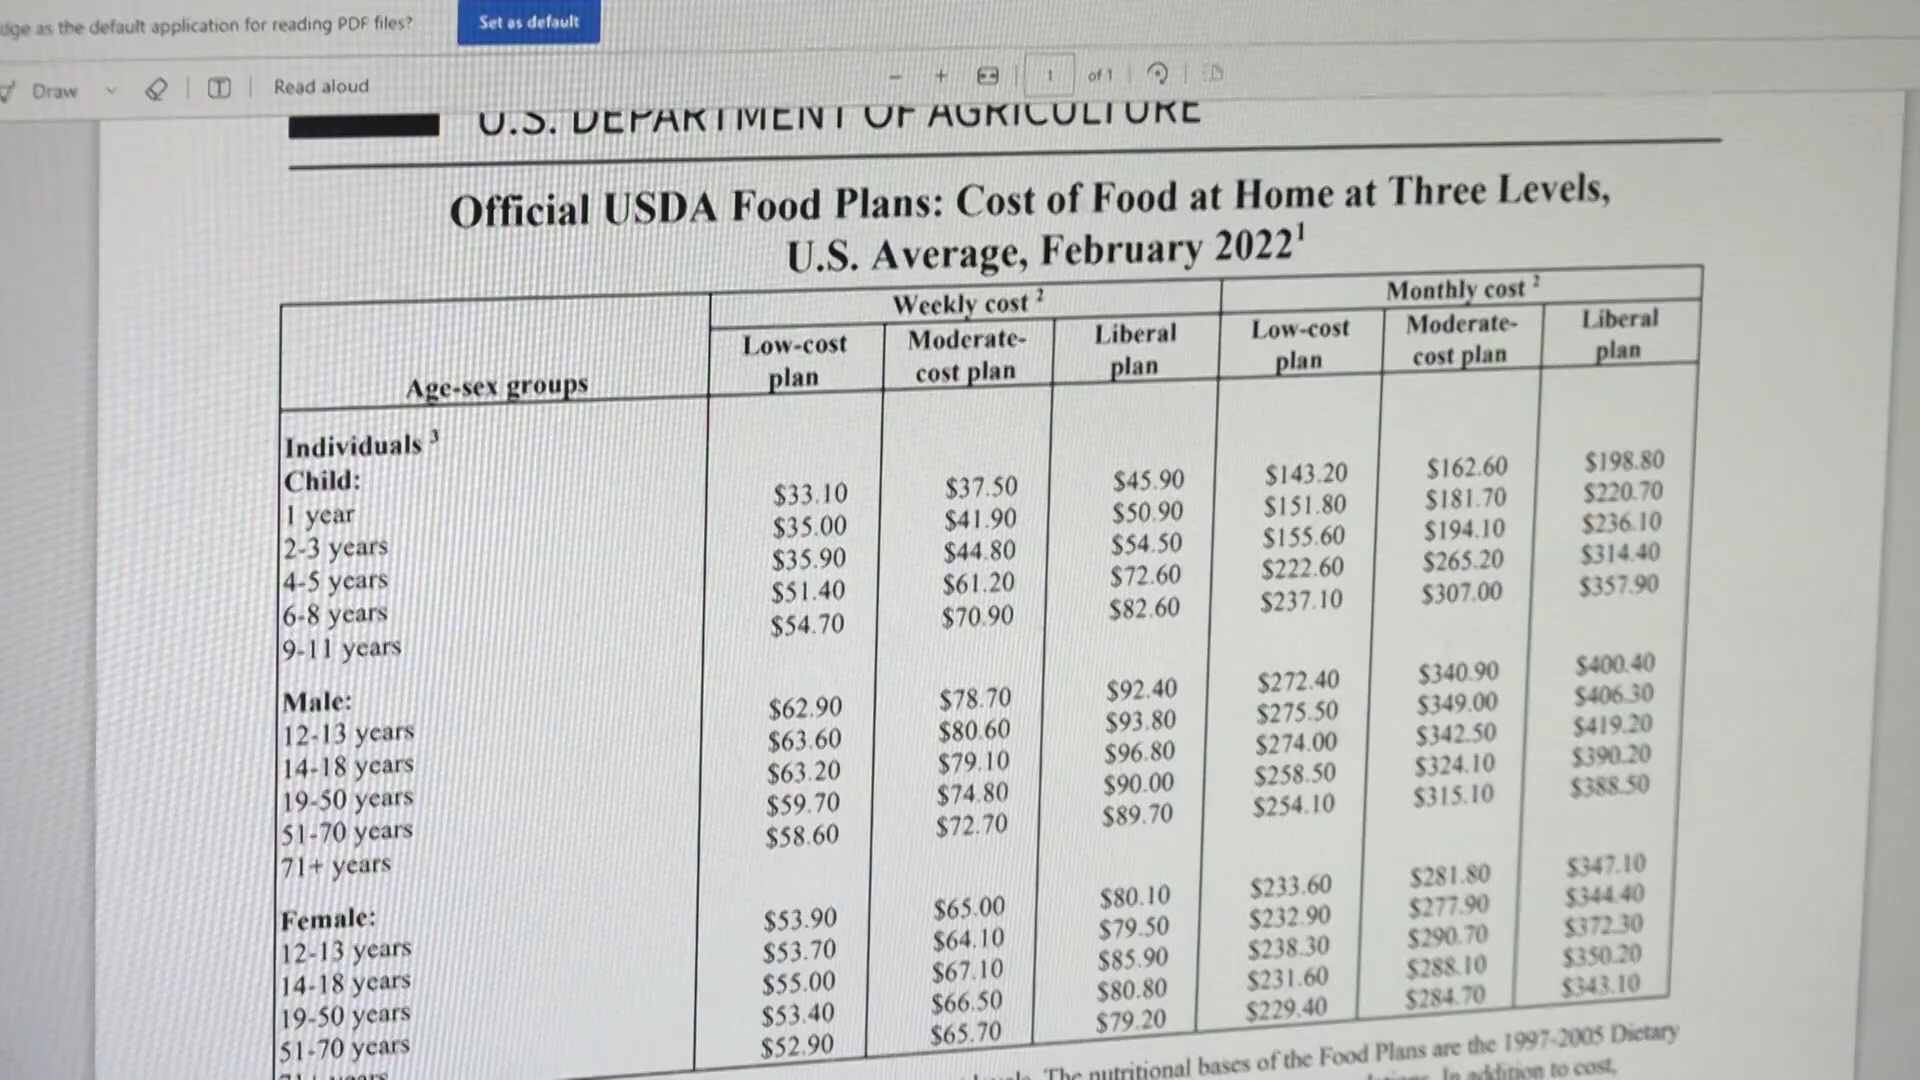 dge as the default application for reading PDF files?
Set as default
Draw
Read aloud
1 of 1
U.S. DEPARTMENT OF AGRICULTURE
Official USDA Food Plans: Cost of Food at Home at Three Levels,
U.S. Average, February 2022¹
Weekly cost ² Monthly cost ²
Age-sex groups Low-cost plan Moderate-cost plan Liberal plan Low-cost plan Moderate-cost plan Liberal plan
Individuals ³
Child:
1 year $33.10 $37.50 $45.90 $143.20 $162.60 $198.80
2-3 years $35.00 $41.90 $50.90 $151.80 $181.70 $220.70
4-5 years $35.90 $44.80 $54.50 $155.60 $194.10 $236.10
6-8 years $51.40 $61.20 $72.60 $222.60 $265.20 $314.40
9-11 years $54.70 $70.90 $82.60 $237.10 $307.00 $357.90
Male:
12-13 years $62.90 $78.70 $92.40 $272.40 $340.90 $400.40
14-18 years $63.60 $80.60 $93.80 $275.50 $349.00 $406.30
19-50 years $63.20 $79.10 $96.80 $274.00 $342.50 $419.20
51-70 years $59.70 $74.80 $90.00 $258.50 $324.10 $390.20
71+ years $58.60 $72.70 $89.70 $254.10 $315.10 $388.50
Female:
12-13 years $53.90 $65.00 $80.10 $233.60 $281.80 $347.10
14-18 years $53.70 $64.10 $79.50 $232.90 $277.90 $344.40
19-50 years $55.00 $67.10 $85.90 $238.30 $290.70 $372.30
51-70 years $53.40 $66.50 $80.80 $231.60 $288.10 $350.20
71+ years $52.90 $65.70 $79.20 $229.40 $284.70 $343.10
The nutritional bases of the Food Plans are the 1997-2005 Dietary
In addition to cost,